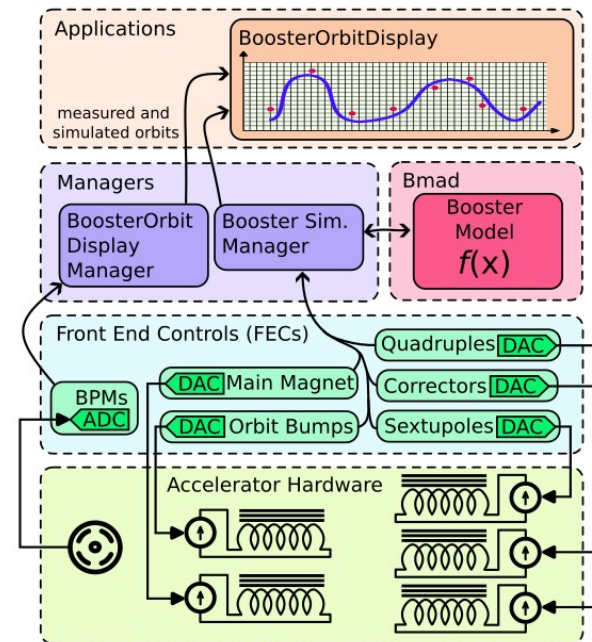 Applications
BoosterOrbitDisplay
measured and
simulated orbits
Managers
BoosterOrbit
Display
Manager
Booster Sim.
Manager
Bmad
Booster
Model
f(x)
Front End Controls (FECs)
BPMs
ADC
DAC Main Magnet
DAC Orbit Bumps
Quadruples DAC
Correctors DAC
Sextupoles DAC
Accelerator Hardware